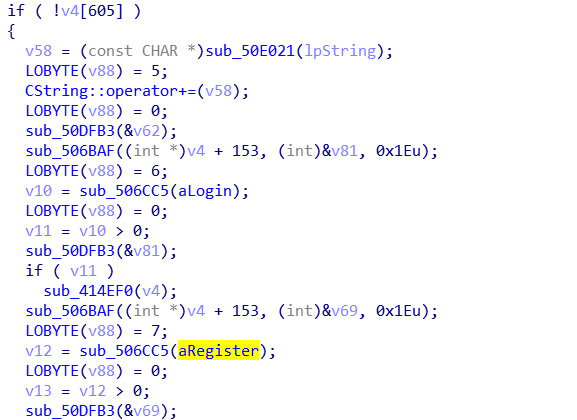 if ( !v4[605] )
{
v58 = (const CHAR *)sub_50E021(lpString);
LOBYTE(v88) = 5;
CString::operator+=(v58);
LOBYTE(v88) = 0;
sub_50DFB3(&v62);
sub_506BAF((int *)v4 + 153, (int)&v81, 0x1Eu);
LOBYTE(v88) = 6;
v10 = sub_506CC5(aLogin);
LOBYTE(v88) = 0;
v11 = v10 > 0;
sub_50DFB3(&v81);
if ( v11 )
sub_414EF0(v4);
sub_506BAF((int *)v4 + 153, (int)&v69, 0x1Eu);
LOBYTE(v88) = 7;
v12 = sub_506CC5(aRegister);
LOBYTE(v88) = 0;
v13 = v12 > 0;
sub_50DFB3(&v69);